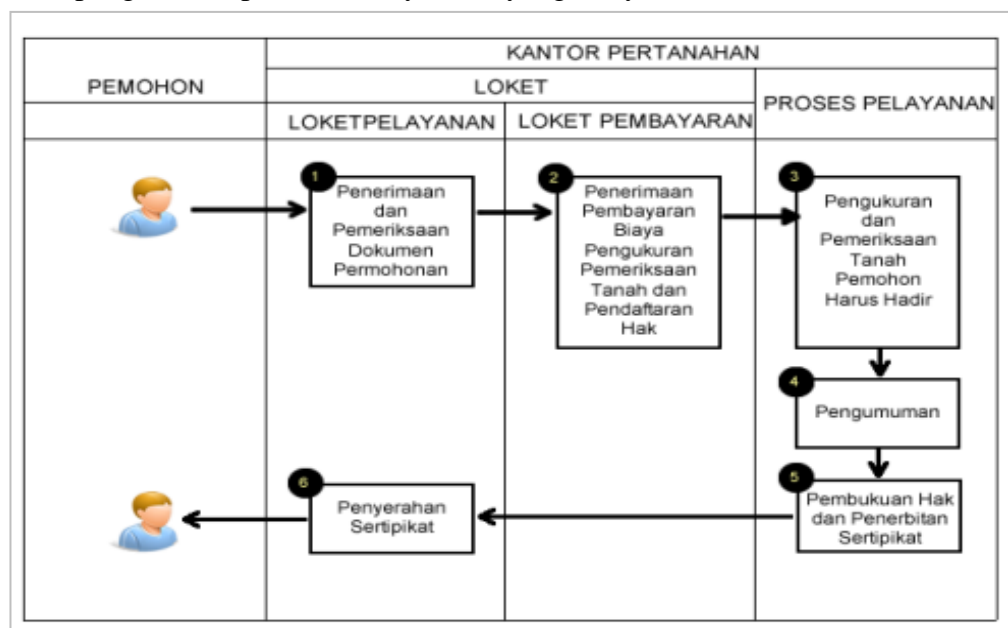 KANTOR PERTANAHAN
PEMOHON
LOKET
PROSES PELAYANAN
LOKETPELAYANAN
LOKET PEMBAYARAN
1
Penerimaan
dan
Pemeriksaan
Dokumen
Permohonan
2
Penerimaan
Pembayaran
Biaya
Pengukuran
Pemeriksaan
Tanah dan
Pendaftaran
Hak
3
Pengukuran
dan
Pemeriksaan
Tanah
Pemohon
Harus Hadir
4
Pengumuman
5
Pembukuan Hak
dan Penerbitan
Sertipikat
6
Penyerahan
Sertipikat